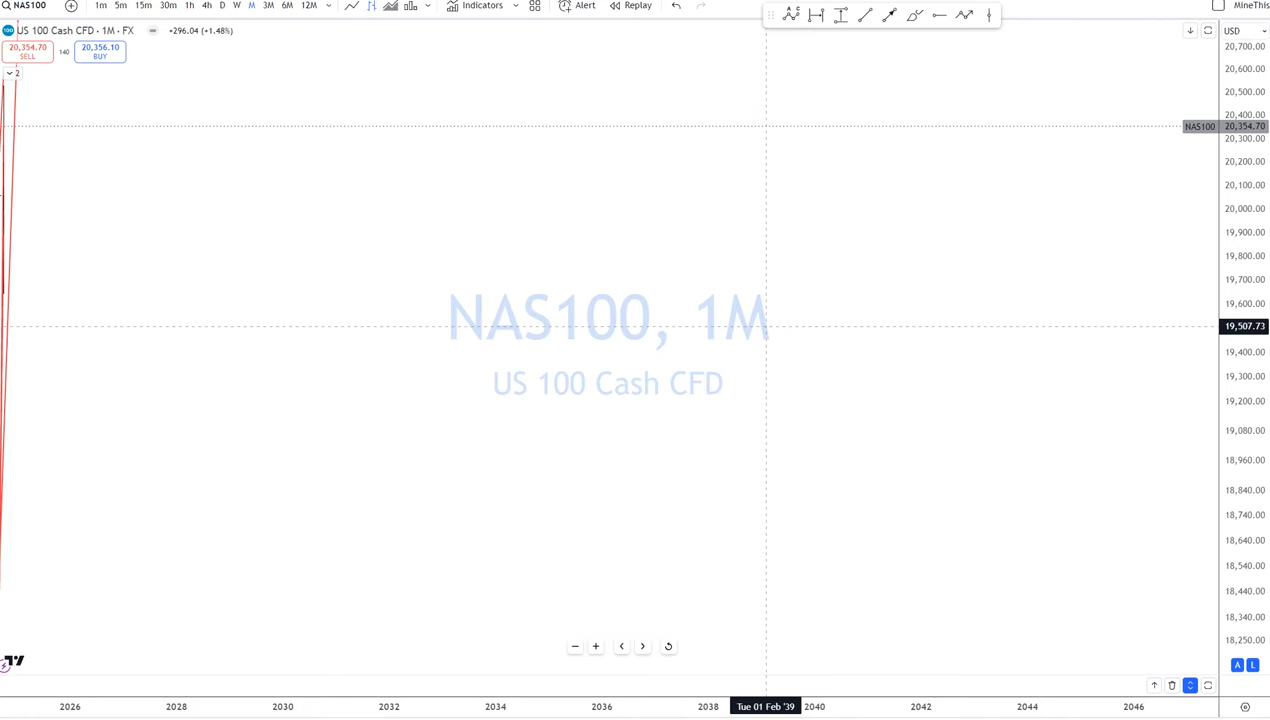 NAS100 1m 5m 15m 30m 1h 4h D W M 3M 6M 12M Indicators Alert Replay MineThis
US 100 Cash CFD · 1M · FX +296.04 (+1.48%) USD
20,354.70 140 20,356.10
SELL BUY
2
20,700.00
20,600.00
20,500.00
20,400.00
NAS100 20,354.70
20,300.00
20,200.00
20,100.00
20,000.00
19,900.00
19,800.00
19,700.00
19,600.00
NAS100, 1M
19,507.73
19,400.00
US 100 Cash CFD
19,300.00
19,200.00
19,080.00
18,960.00
18,840.00
18,740.00
18,640.00
18,540.00
18,440.00
18,340.00
18,250.00
A L
2026 2028 2030 2032 2034 2036 2038 Tue 01 Feb '39 2040 2042 2044 2046